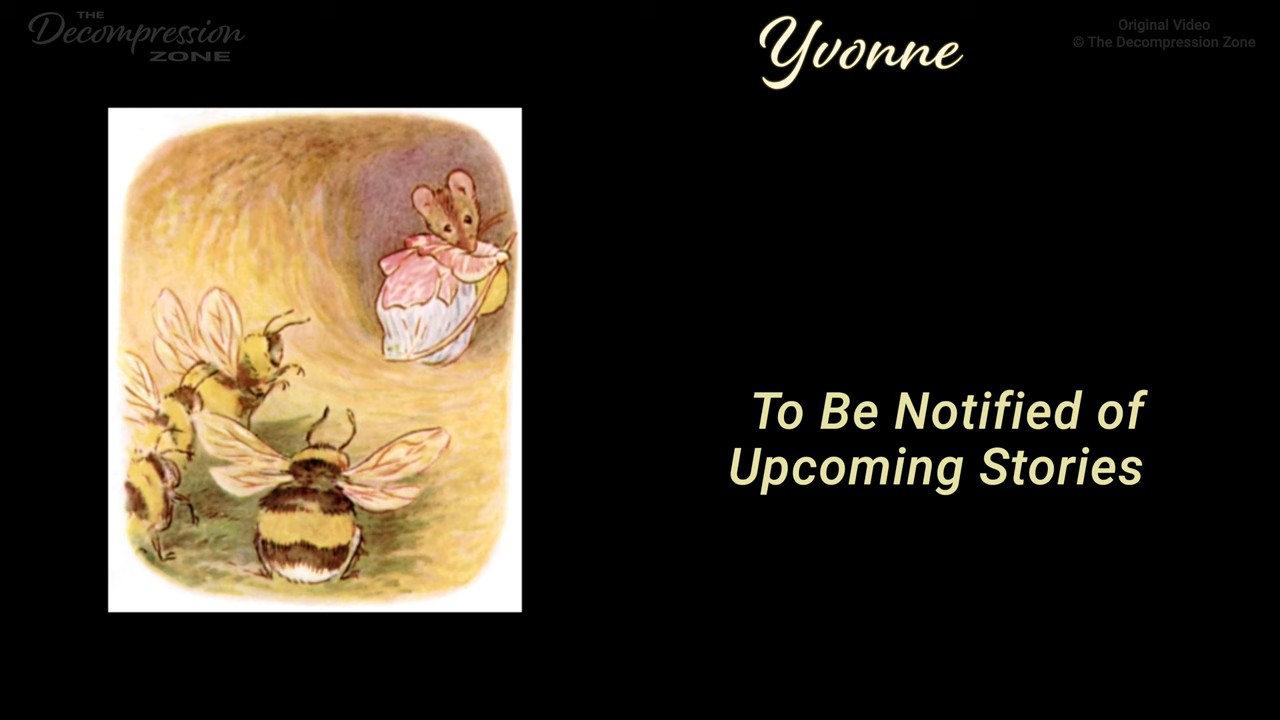 THE
Decompression
ZONE
Yvonne
Original Video
© The Decompression Zone
To Be Notified of
Upcoming Stories